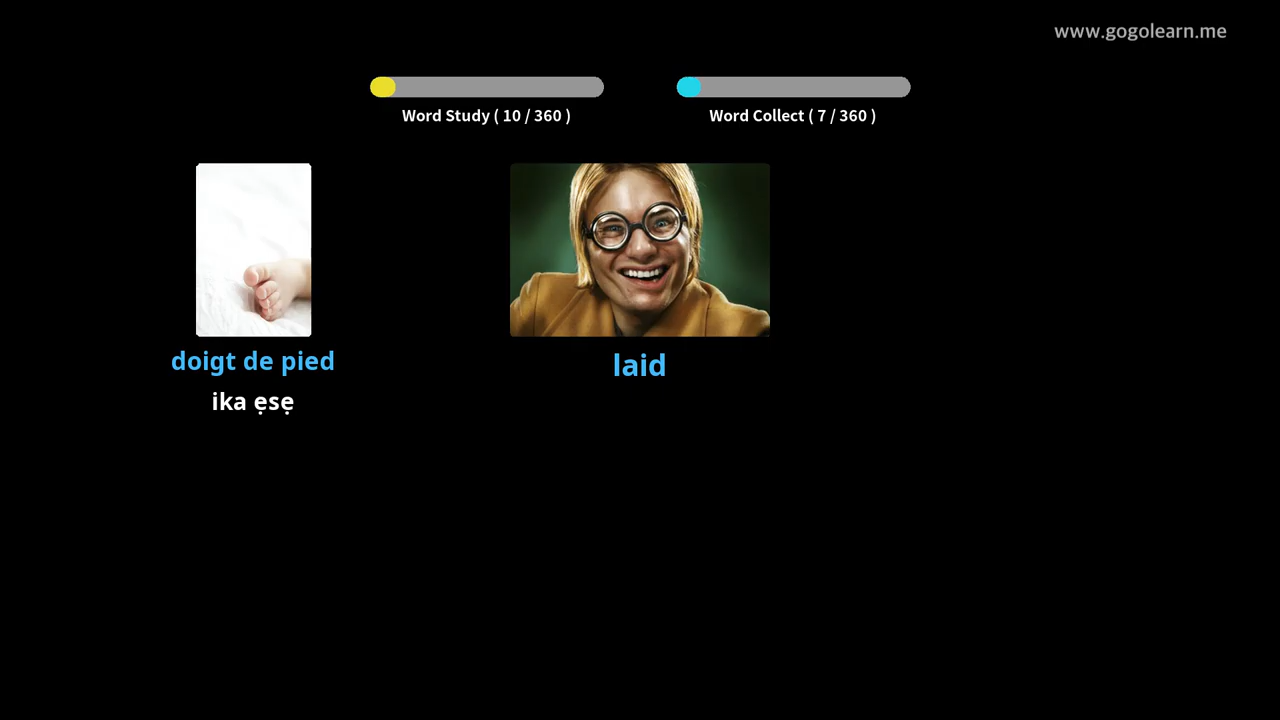 www.gogolearn.me
Word Study ( 10 / 360 )
Word Collect ( 7 / 360 )
doigt de pied
ika ẹsẹ
laid